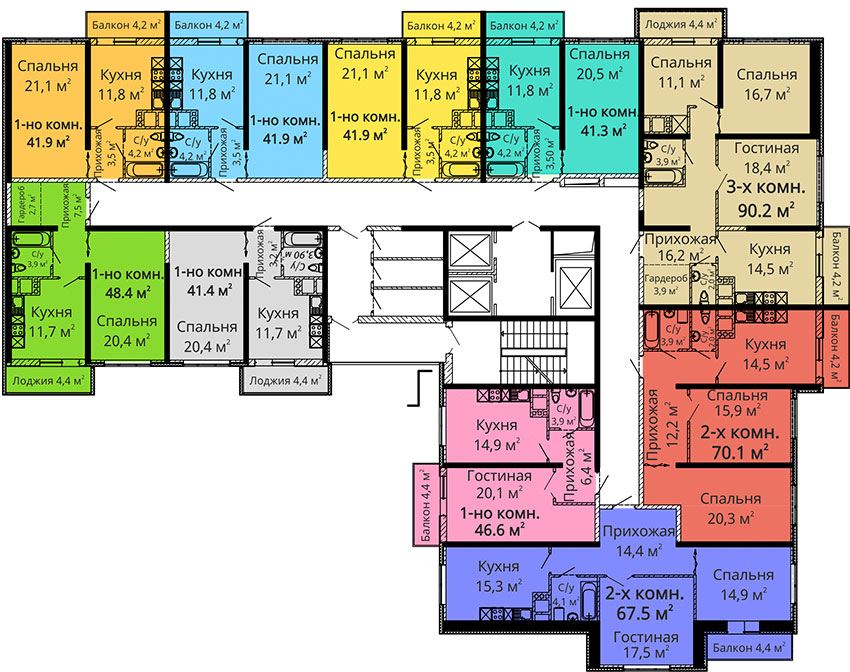 Балкон 4,2 м²
Балкон 4,2 м²
Балкон 4,2 м²
Балкон 4,2 м²
Лоджия 4,4 м²
Спальня
21,1 м²
1-но комн.
41.9 м²
Кухня
11,8 м²
Прихожая
3,5 м²
С/у
4,2 м²
Кухня
11,8 м²
С/у
4,2 м²
Прихожая
3,5 м²
Спальня
21,1 м²
1-но комн.
41.9 м²
Спальня
21,1 м²
1-но комн.
41.9 м²
Кухня
11,8 м²
Прихожая
3,5 м²
С/у
4,2 м²
Кухня
11,8 м²
С/у
4,2 м²
Прихожая
3,50 м²
Спальня
20,5 м²
1-но комн.
41.3 м²
Спальня
11,1 м²
Спальня
16,7 м²
С/у
3,9 м²
Гостиная
18,4 м²
3-х комн.
90.2 м²
Прихожая
16,2 м²
Гардероб
3,9 м²
С/у
2,0 м²
Кухня
14,5 м²
Балкон 4,2 м²
Гардероб
2,7 м²
Прихожая
7,5 м²
С/у
3,9 м²
Кухня
11,7 м²
1-но комн.
48.4 м²
Спальня
20,4 м²
Лоджия 4,4 м²
1-но комн
41.4 м²
Спальня
20,4 м²
Прихожая
3,2 м²
С/у
3,90 м²
Кухня
11,7 м²
Лоджия 4,4 м²
С/у
3,9 м²
С/у
2,0 м²
Кухня
14,5 м²
Балкон 4,2 м²
Прихожая
12,2 м²
Спальня
15,9 м²
2-х комн.
70.1 м²
Спальня
20,3 м²
Кухня
14,9 м²
С/у
3,9 м²
Прихожая
6,4 м²
Гостиная
20,1 м²
1-но комн.
46.6 м²
Балкон 4,4 м²
Прихожая
14,4 м²
Кухня
15,3 м²
С/у
4,1 м²
2-х комн.
67.5 м²
Гостиная
17,5 м²
Спальня
14,9 м²
Балкон 4,4 м²